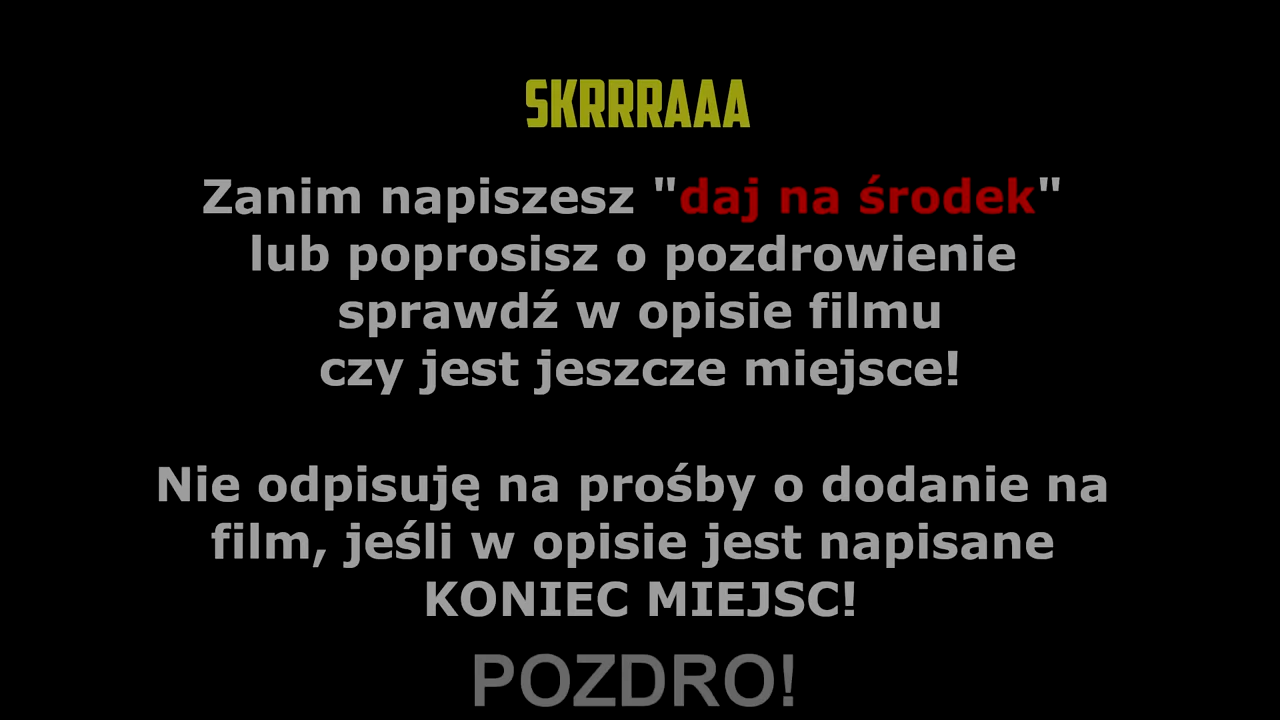 SKRRRAAA
Zanim napiszesz "daj na środek"
lub poprosisz o pozdrowienie
sprawdź w opisie filmu
czy jest jeszcze miejsce!
Nie odpisuję na prośby o dodanie na
film, jeśli w opisie jest napisane
KONIEC MIEJSC!
POZDRO!